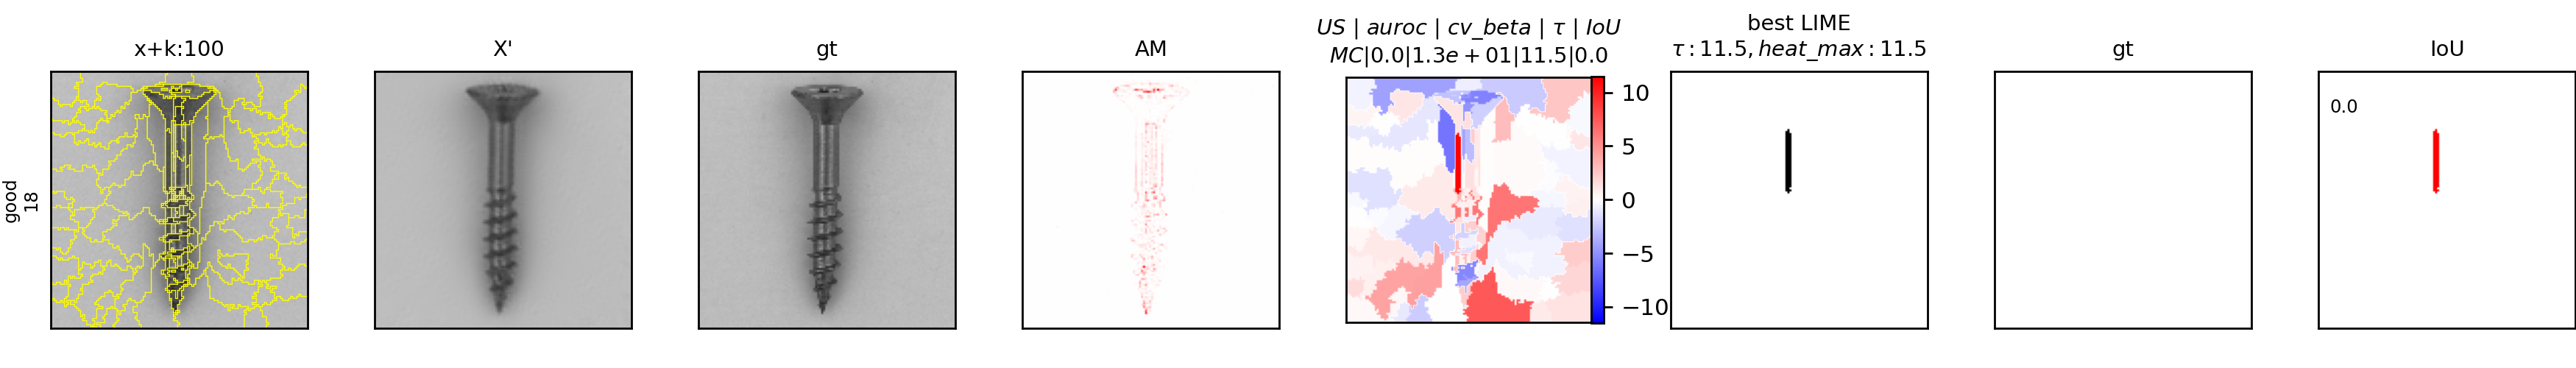 x+k:100
X'
gt
AM
US | auroc | cv_beta | τ | IoU
MC|0.0|1.3e + 01|11.5|0.0
best LIME
τ : 11.5, heat_max : 11.5
gt
IoU
good
18
10
5
0
−5
−10
0.0